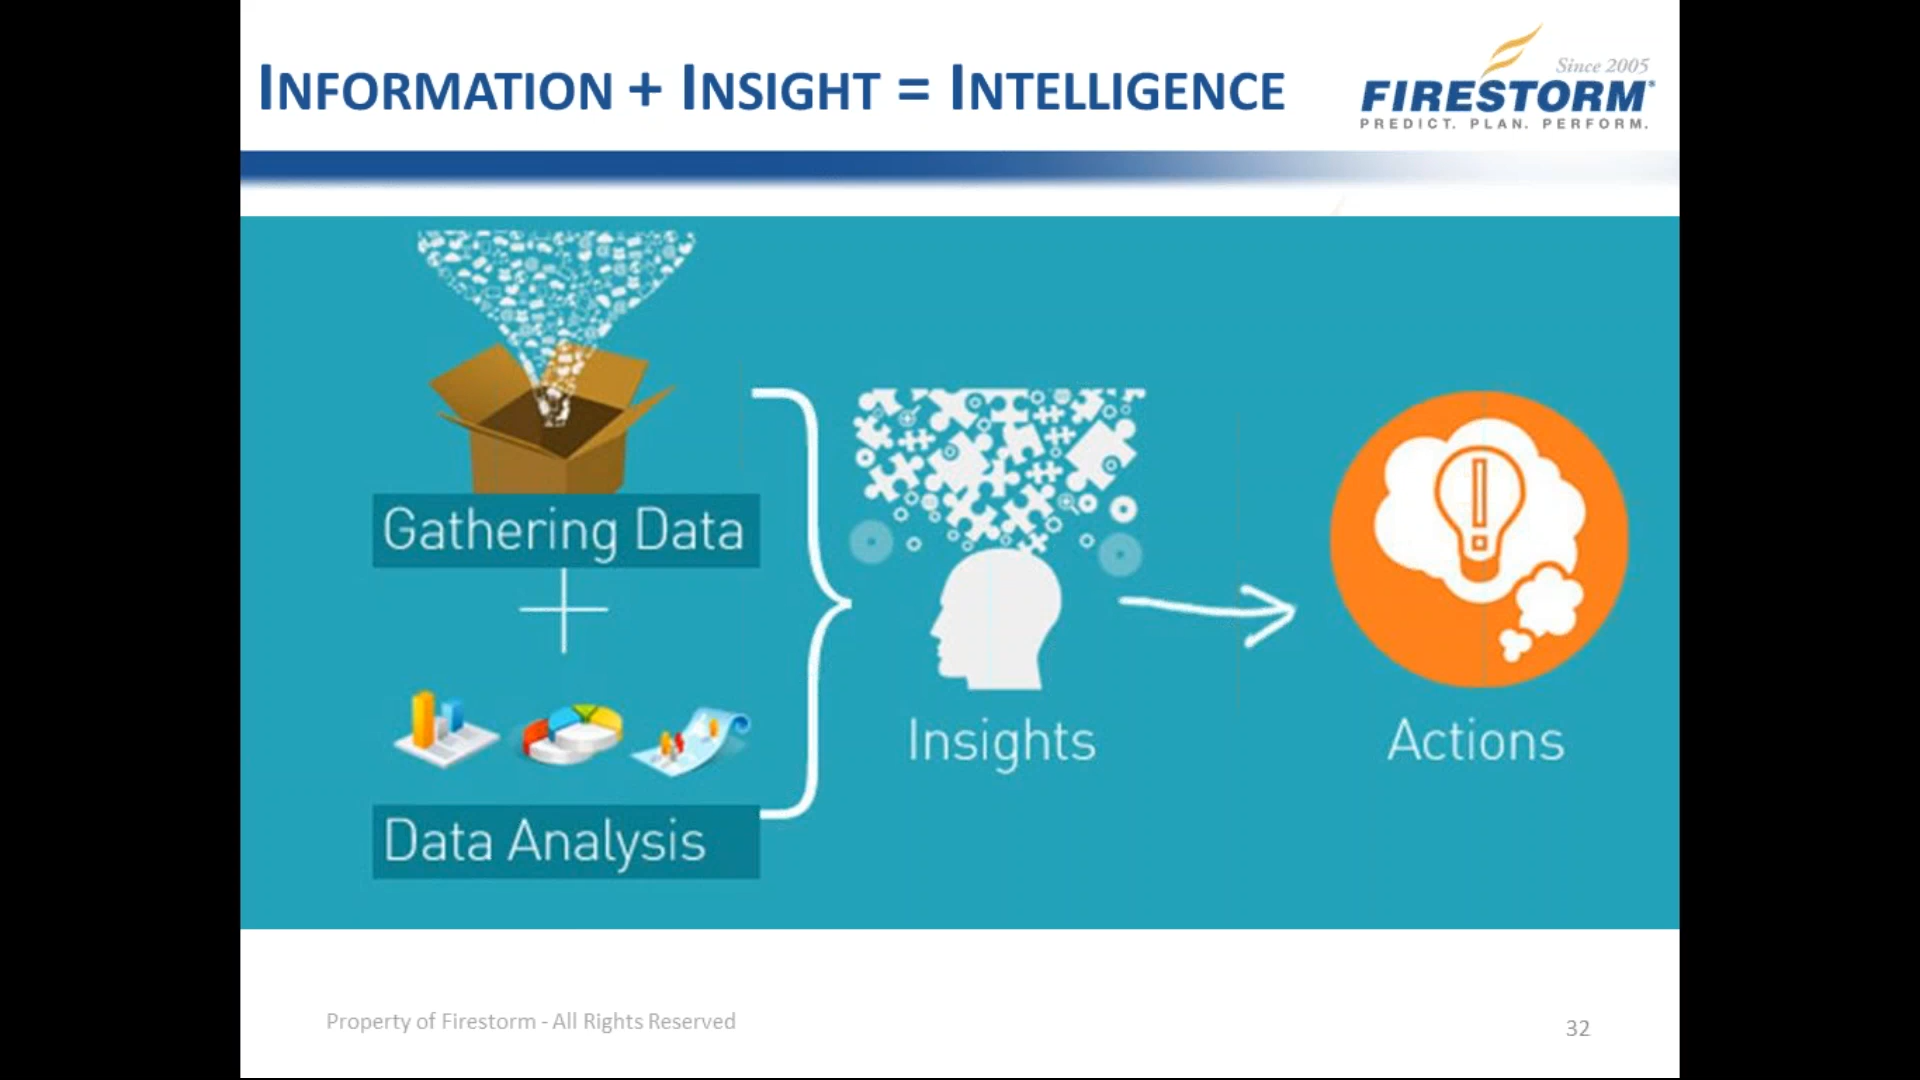 INFORMATION + INSIGHT = INTELLIGENCE
Since 2005
FIRESTORM®
PREDICT. PLAN. PERFORM.
Gathering Data
Insights
Actions
Data Analysis
Property of Firestorm - All Rights Reserved
32